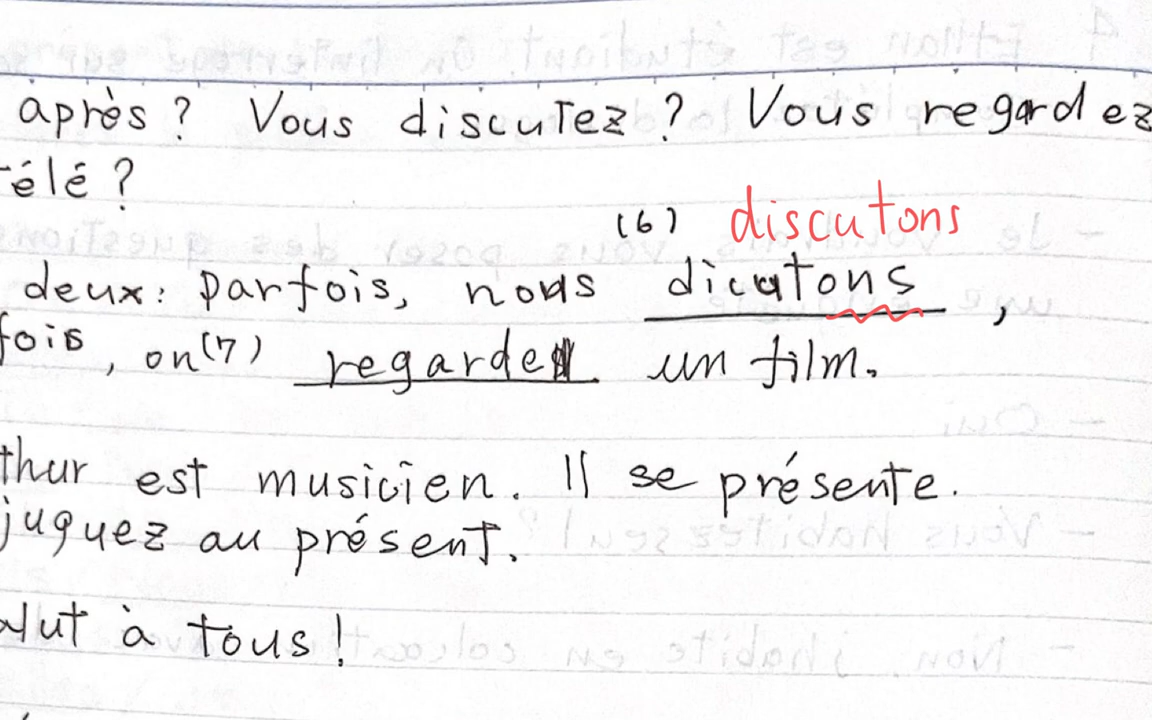 après? Vous discutez? Vous regardez
télé?
(6) discutons
deux: parfois, nous dicutons,
fois, on (7) regarde un film.
thur est musicien. Il se présente.
juguez au présent.
alut à tous!